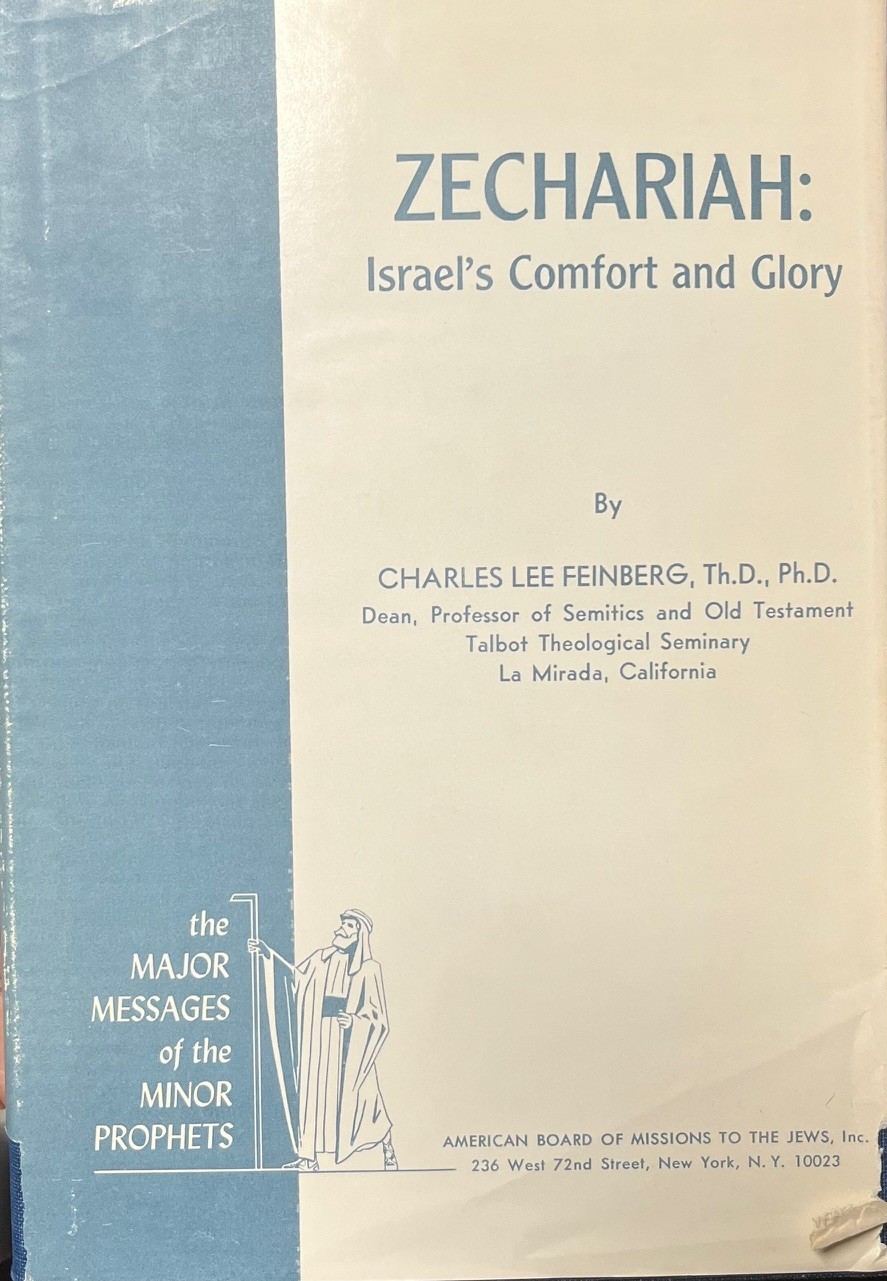 ZECHARIAH:
Israel's Comfort and Glory
By
CHARLES LEE FEINBERG, Th.D., Ph.D.
Dean, Professor of Semitics and Old Testament
Talbot Theological Seminary
La Mirada, California
the
MAJOR
MESSAGES
of the
MINOR
PROPHETS
AMERICAN BOARD OF MISSIONS TO THE JEWS, Inc.
236 West 72nd Street, New York, N. Y. 10023